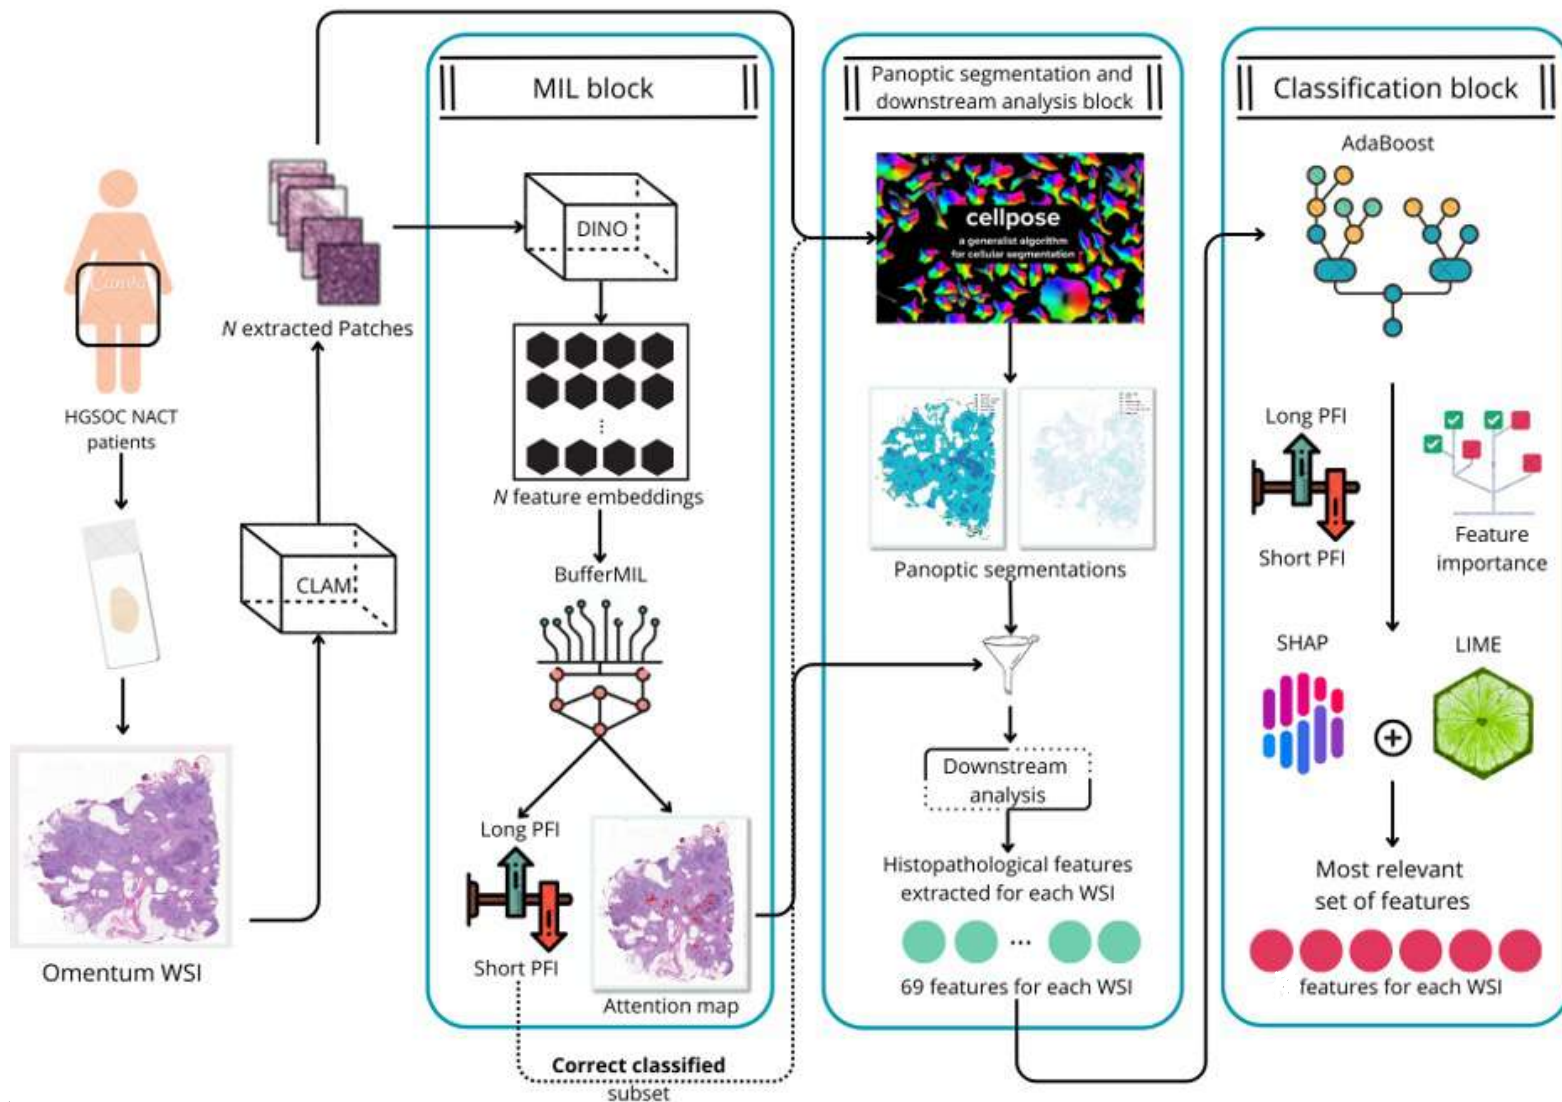 MIL block
Panoptic segmentation and
downstream analysis block
Classification block
AdaBoost
DINO
cellpose
a generalist algorithm
for cellular segmentation
Canva
N extracted Patches
HGSOC NACT
patients
CLAM
N feature embeddings
BufferMIL
Long PFI
Short PFI
Attention map
Omentum WSI
Correct classified
subset
Panoptic segmentations
Downstream
analysis
Histopathological features
extracted for each WSI
...
69 features for each WSI
Long PFI
Short PFI
Feature
importance
SHAP
LIME
Most relevant
set of features
features for each WSI